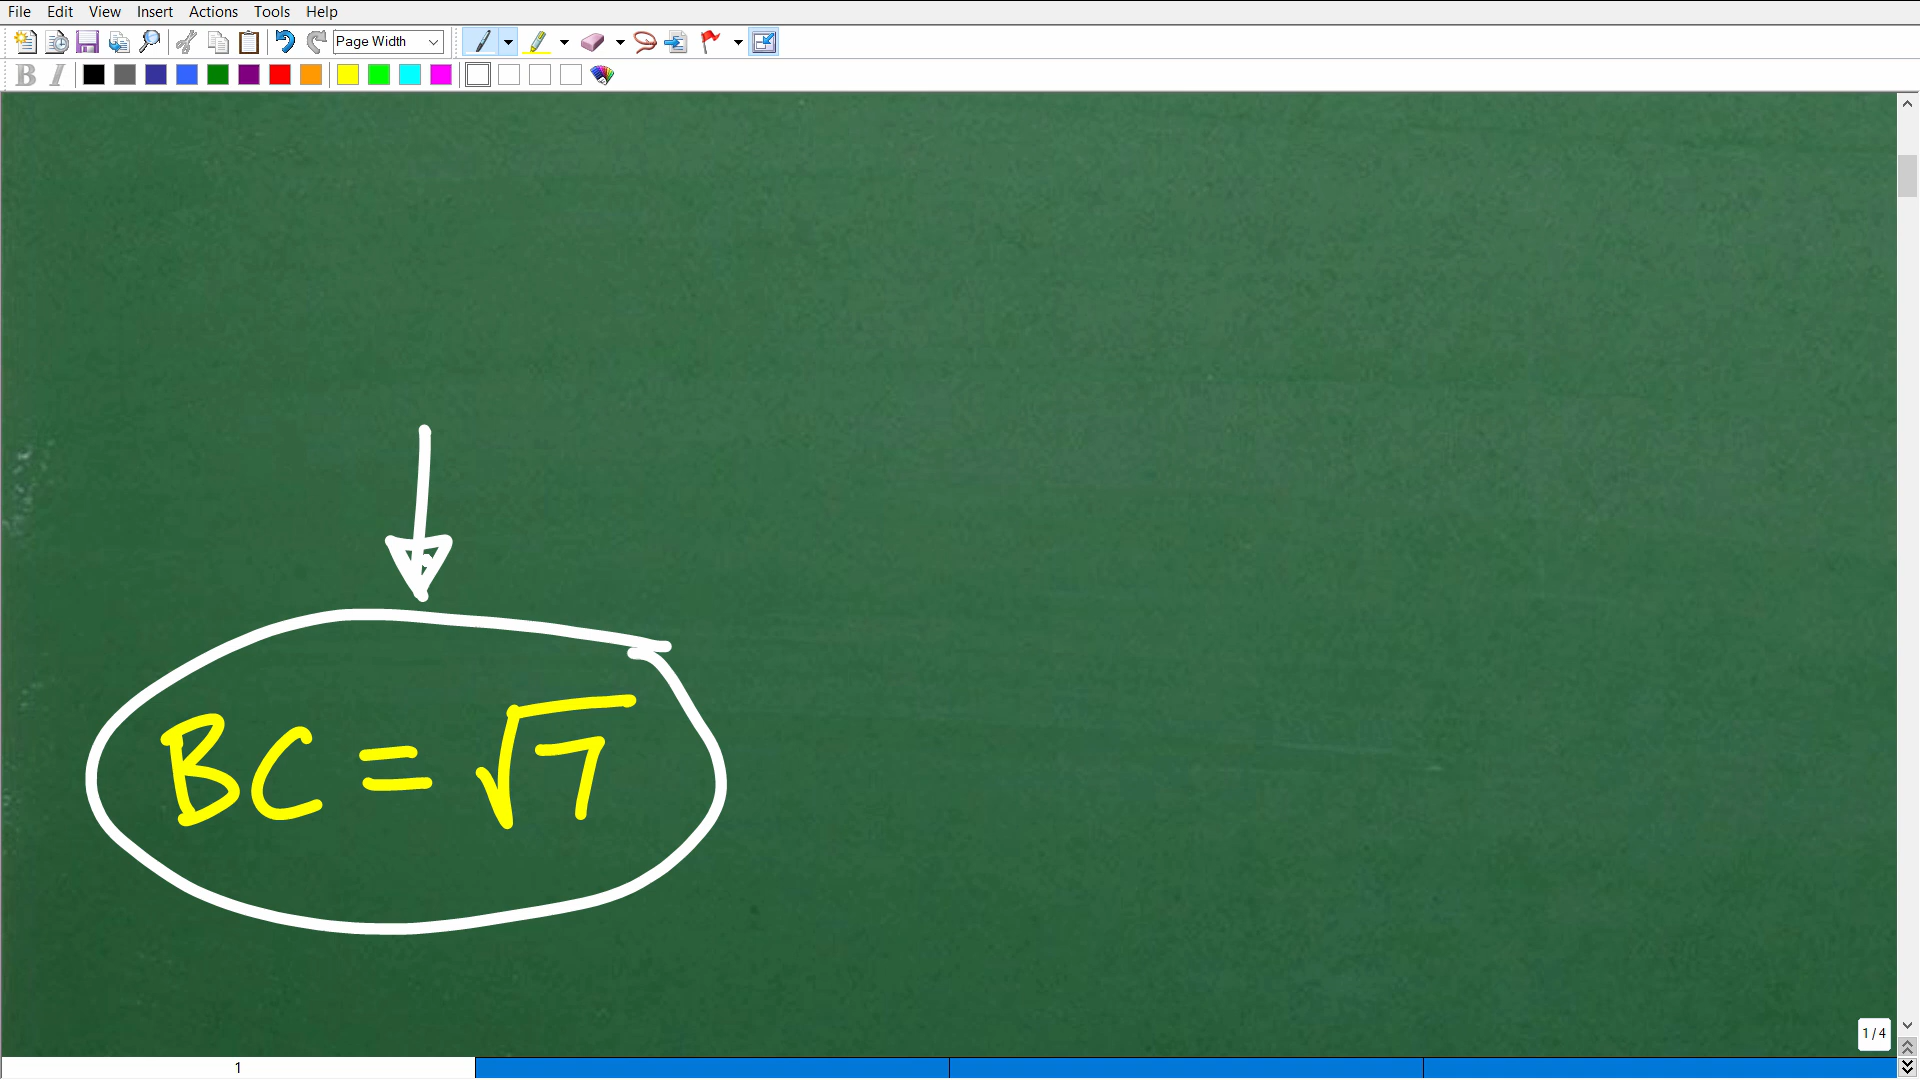 File Edit View Insert Actions Tools Help
Page Width
B I
BC = √7
1 / 4
1